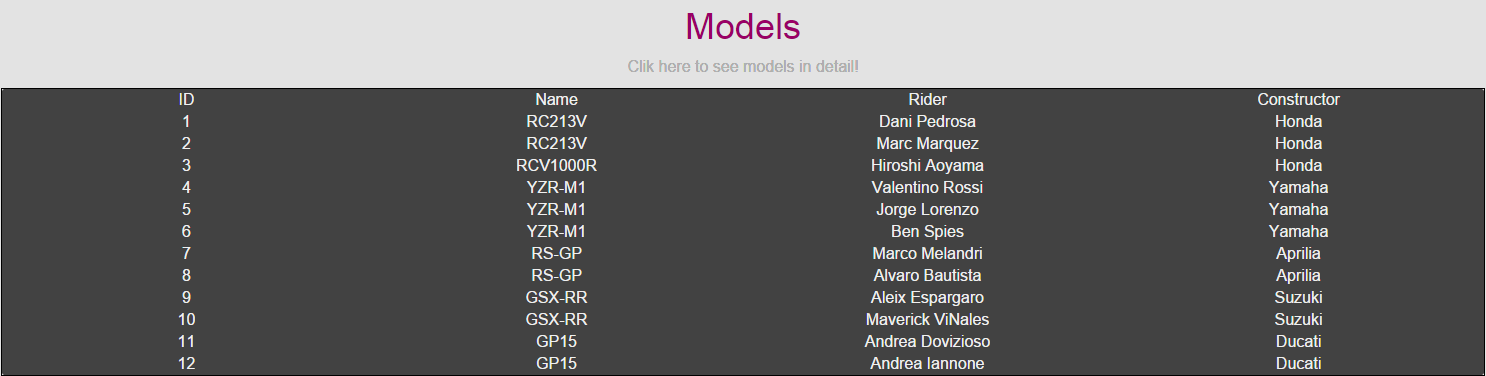 Models
Clik here to see models in detail!
ID Name Rider Constructor
1 RC213V Dani Pedrosa Honda
2 RC213V Marc Marquez Honda
3 RCV1000R Hiroshi Aoyama Honda
4 YZR-M1 Valentino Rossi Yamaha
5 YZR-M1 Jorge Lorenzo Yamaha
6 YZR-M1 Ben Spies Yamaha
7 RS-GP Marco Melandri Aprilia
8 RS-GP Alvaro Bautista Aprilia
9 GSX-RR Aleix Espargaro Suzuki
10 GSX-RR Maverick ViNales Suzuki
11 GP15 Andrea Dovizioso Ducati
12 GP15 Andrea Iannone Ducati